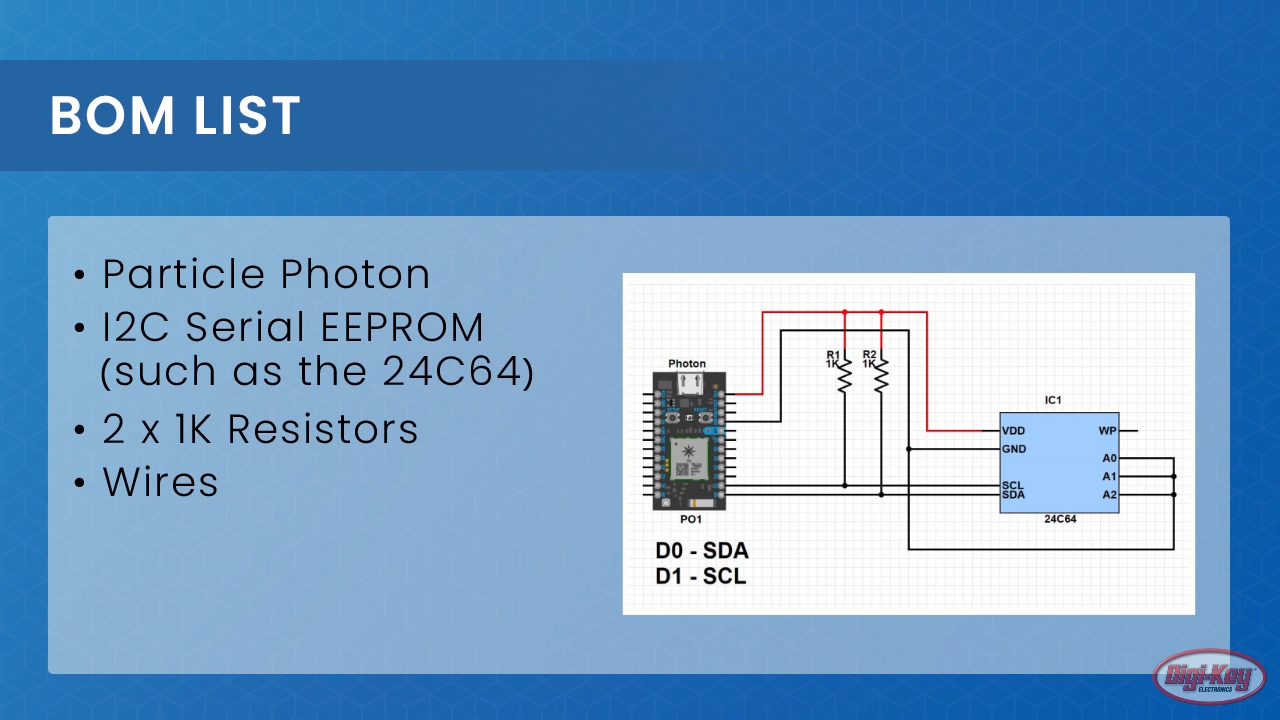 BOM LIST
• Particle Photon
• I2C Serial EEPROM
(such as the 24C64)
• 2 x 1K Resistors
• Wires
Photon
PO1
D0 - SDA
D1 - SCL
R1
1K
R2
1K
IC1
VDD
GND
SCL
SDA
WP
A0
A1
A2
24C64
Digi-Key
ELECTRONICS